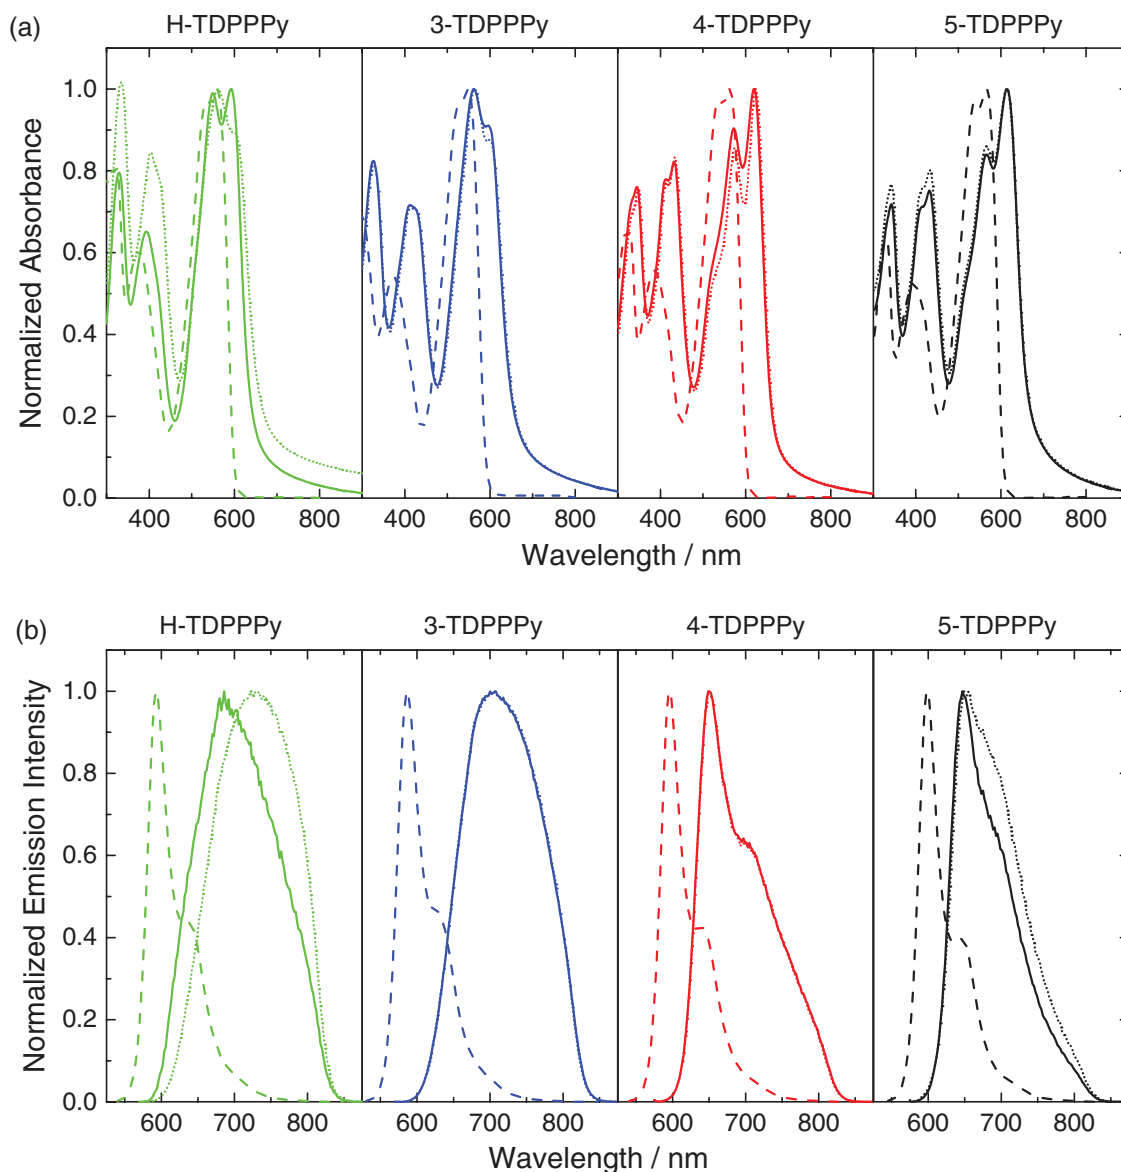 (a)
H-TDPPPy 3-TDPPPy 4-TDPPPy 5-TDPPPy
1.0
0.8
0.6
0.4
0.2
0.0
Normalized Absorbance
400 600 800 400 600 800 400 600 800 400 600 800
Wavelength / nm
(b)
H-TDPPPy 3-TDPPPy 4-TDPPPy 5-TDPPPy
1.0
0.8
0.6
0.4
0.2
0.0
Normalized Emission Intensity
600 700 800 600 700 800 600 700 800 600 700 800
Wavelength / nm